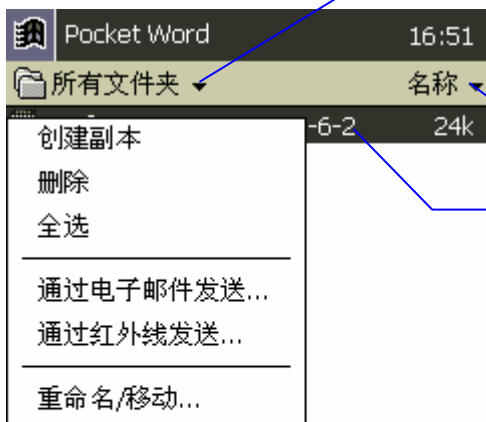 Pocket Word 16:51
所有文件夹 名称
-6-2 24k
创建副本
删除
全选
通过电子邮件发送...
通过红外线发送...
重命名/移动...